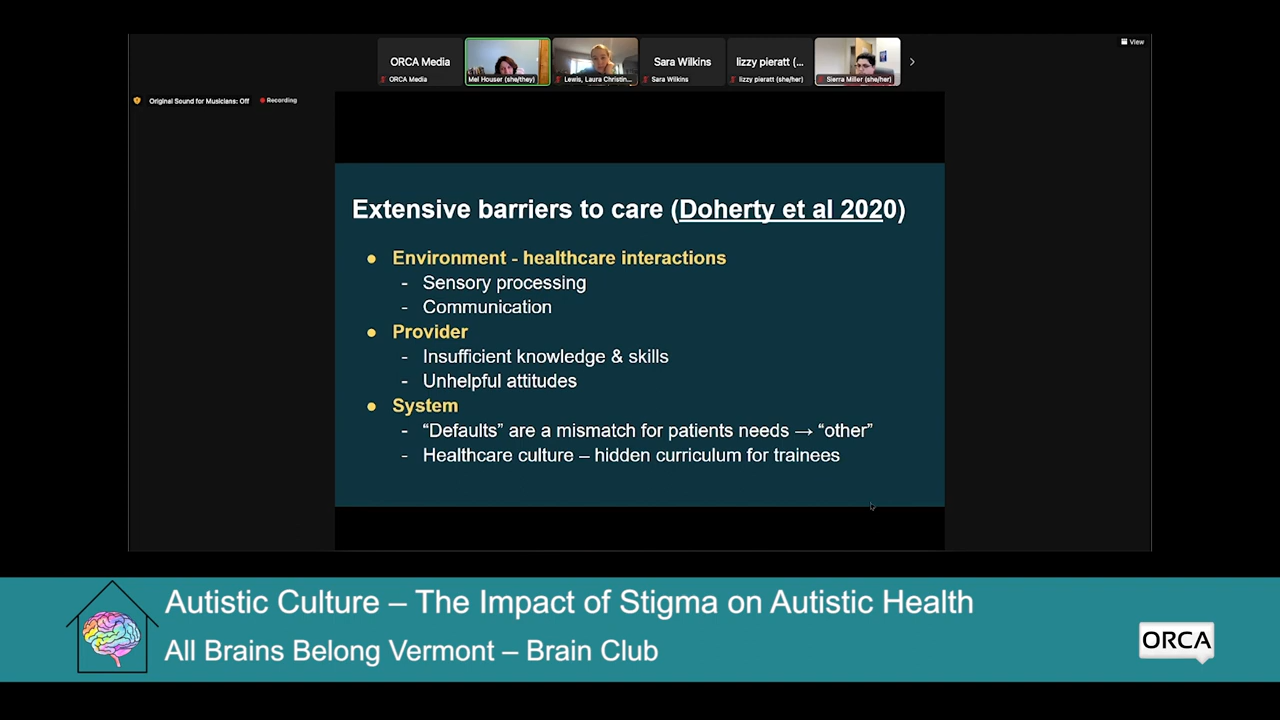 View
ORCA Media
ORCA Media
Mel Houser (she/they)
Lewis, Laura Christin...
Sara Wilkins
Sara Wilkins
lizzy pieratt (...
lizzy pieratt (she/her)
Sierra Miller (she/her)
Original Sound for Musicians: Off
Recording
Extensive barriers to care (Doherty et al 2020)
● Environment - healthcare interactions
- Sensory processing
- Communication
● Provider
- Insufficient knowledge & skills
- Unhelpful attitudes
● System
- “Defaults” are a mismatch for patients needs → “other”
- Healthcare culture – hidden curriculum for trainees
Autistic Culture – The Impact of Stigma on Autistic Health
All Brains Belong Vermont – Brain Club
ORCA